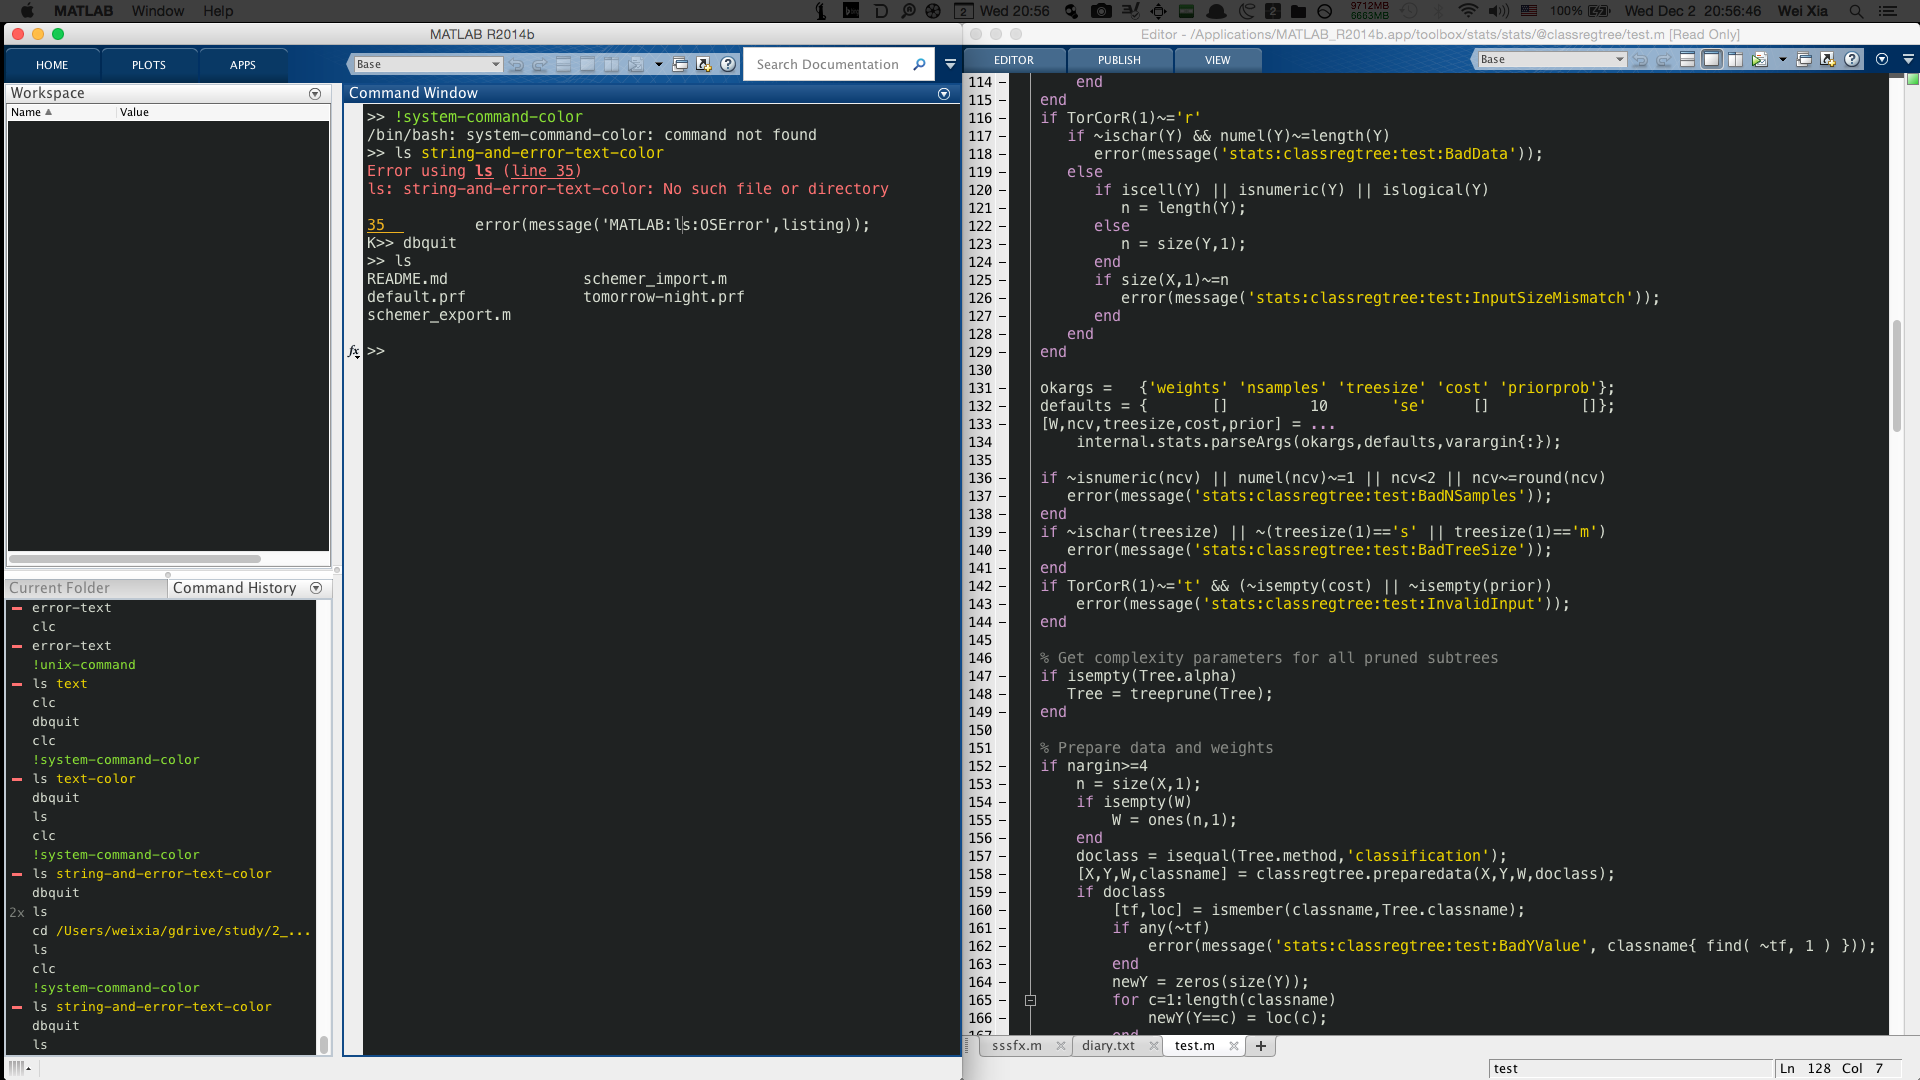 MATLAB Window Help
2 Wed 20:56 2 9712MB 5663MB 100% Wed Dec 2 20:56:46 Wei Xia
MATLAB R2014b
HOME PLOTS APPS
Base
Search Documentation
Workspace
Name Value
Current Folder Command History
error-text
clc
error-text
!unix-command
ls text
clc
dbquit
clc
!system-command-color
ls text-color
dbquit
ls
clc
!system-command-color
ls string-and-error-text-color
dbquit
2x ls
cd /Users/weixia/gdrive/study/2_...
ls
clc
!system-command-color
ls string-and-error-text-color
dbquit
ls
Command Window
>> !system-command-color
/bin/bash: system-command-color: command not found
>> ls string-and-error-text-color
Error using ls (line 35)
ls: string-and-error-text-color: No such file or directory
35 error(message('MATLAB:ls:OSError',listing));
K>> dbquit
>> ls
README.md schemer_import.m
default.prf tomorrow-night.prf
schemer_export.m
fx >>
Editor - /Applications/MATLAB_R2014b.app/toolbox/stats/stats/@classregtree/test.m [Read Only]
EDITOR PUBLISH VIEW
Base
114 – end
115 – end
116 – if TorCorR(1)~='r'
117 – if ~ischar(Y) && numel(Y)~=length(Y)
118 – error(message('stats:classregtree:test:BadData'));
119 – else
120 – if iscell(Y) || isnumeric(Y) || islogical(Y)
121 – n = length(Y);
122 – else
123 – n = size(Y,1);
124 – end
125 – if size(X,1)~=n
126 – error(message('stats:classregtree:test:InputSizeMismatch'));
127 – end
128 – end
129 – end
130
131 – okargs = {'weights' 'nsamples' 'treesize' 'cost' 'priorprob'};
132 – defaults = { [] 10 'se' [] []};
133 – [W,ncv,treesize,cost,prior] = ...
134 internal.stats.parseArgs(okargs,defaults,varargin{:});
135
136 – if ~isnumeric(ncv) || numel(ncv)~=1 || ncv<2 || ncv~=round(ncv)
137 – error(message('stats:classregtree:test:BadNSamples'));
138 – end
139 – if ~ischar(treesize) || ~(treesize(1)=='s' || treesize(1)=='m')
140 – error(message('stats:classregtree:test:BadTreeSize'));
141 – end
142 – if TorCorR(1)~='t' && (~isempty(cost) || ~isempty(prior))
143 – error(message('stats:classregtree:test:InvalidInput'));
144 – end
145
146 % Get complexity parameters for all pruned subtrees
147 – if isempty(Tree.alpha)
148 – Tree = treeprune(Tree);
149 – end
150
151 % Prepare data and weights
152 – if nargin>=4
153 – n = size(X,1);
154 – if isempty(W)
155 – W = ones(n,1);
156 – end
157 – doclass = isequal(Tree.method,'classification');
158 – [X,Y,W,classname] = classregtree.preparedata(X,Y,W,doclass);
159 – if doclass
160 – [tf,loc] = ismember(classname,Tree.classname);
161 – if any(~tf)
162 – error(message('stats:classregtree:test:BadYValue', classname{ find( ~tf, 1 ) }));
163 – end
164 – newY = zeros(size(Y));
165 – for c=1:length(classname)
166 – newY(Y==c) = loc(c);
167 – end
sssfx.m diary.txt test.m
test Ln 128 Col 7